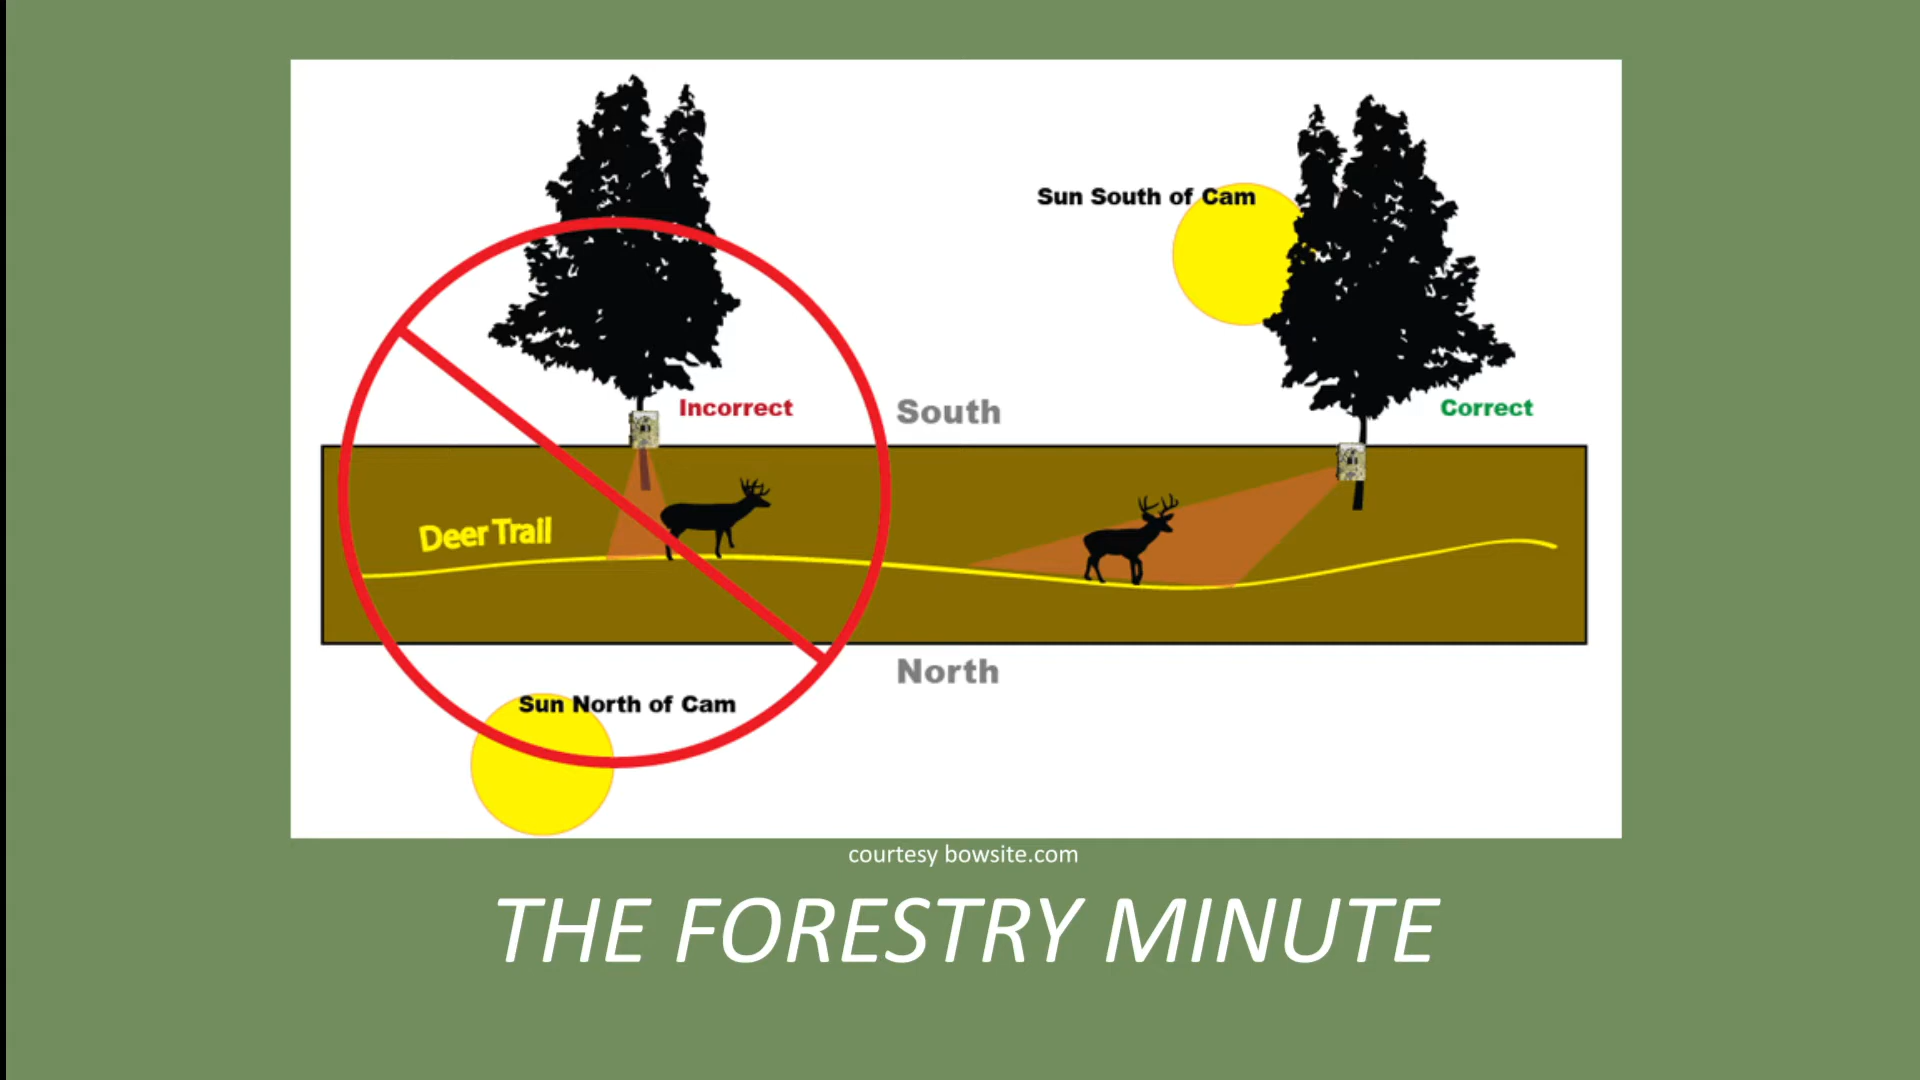 Sun South of Cam
Incorrect
South
Correct
Deer Trail
North
Sun North of Cam
courtesy bowsite.com
THE FORESTRY MINUTE